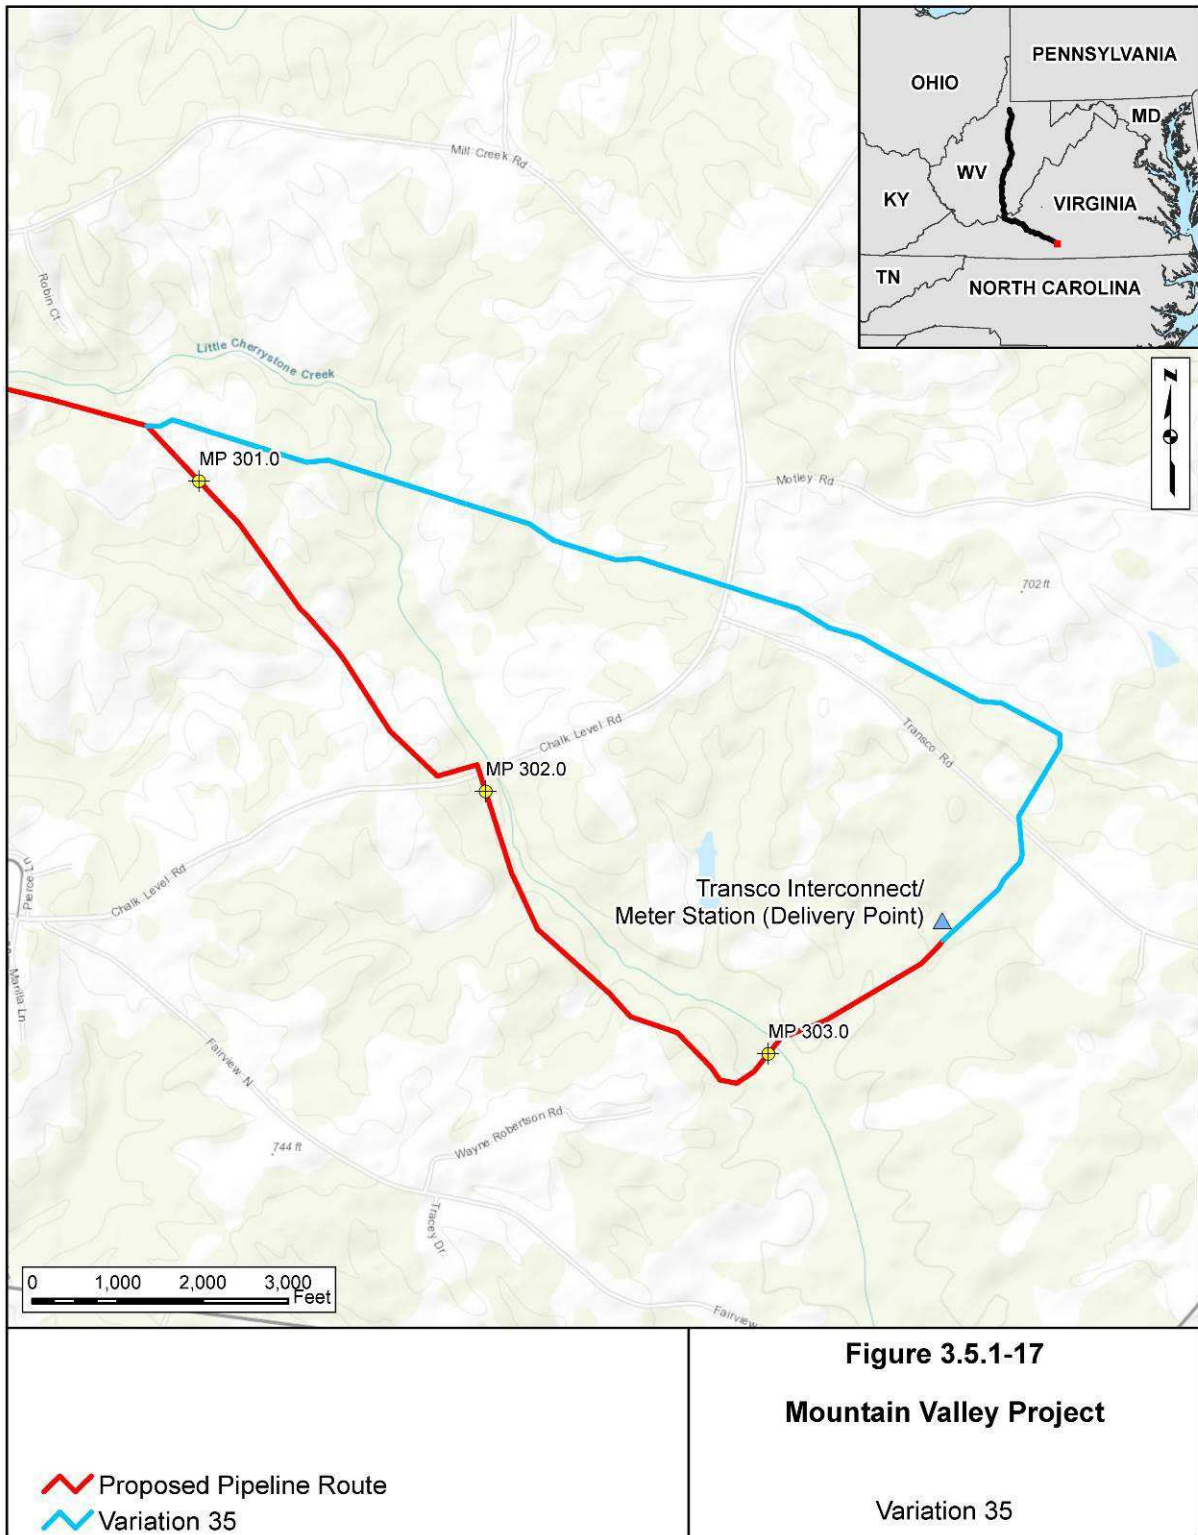 OHIO
PENNSYLVANIA
MD
WV
KY
VIRGINIA
TN
NORTH CAROLINA
N
Mill Creek Rd
Robin Ct
Little Cherrystone Creek
MP 301.0
Motley Rd
702 ft
Chalk Level Rd
MP 302.0
Transco Rd
Pierce Ln
Chalk Level Rd
Transco Interconnect/
Meter Station (Delivery Point)
Marilla Ln
MP 303.0
Fairview N
Wayne Robertson Rd
744 ft
Tracey Dr
0 1,000 2,000 3,000
Feet
Fairview
Figure 3.5.1-17
Mountain Valley Project
Proposed Pipeline Route
Variation 35
Variation 35